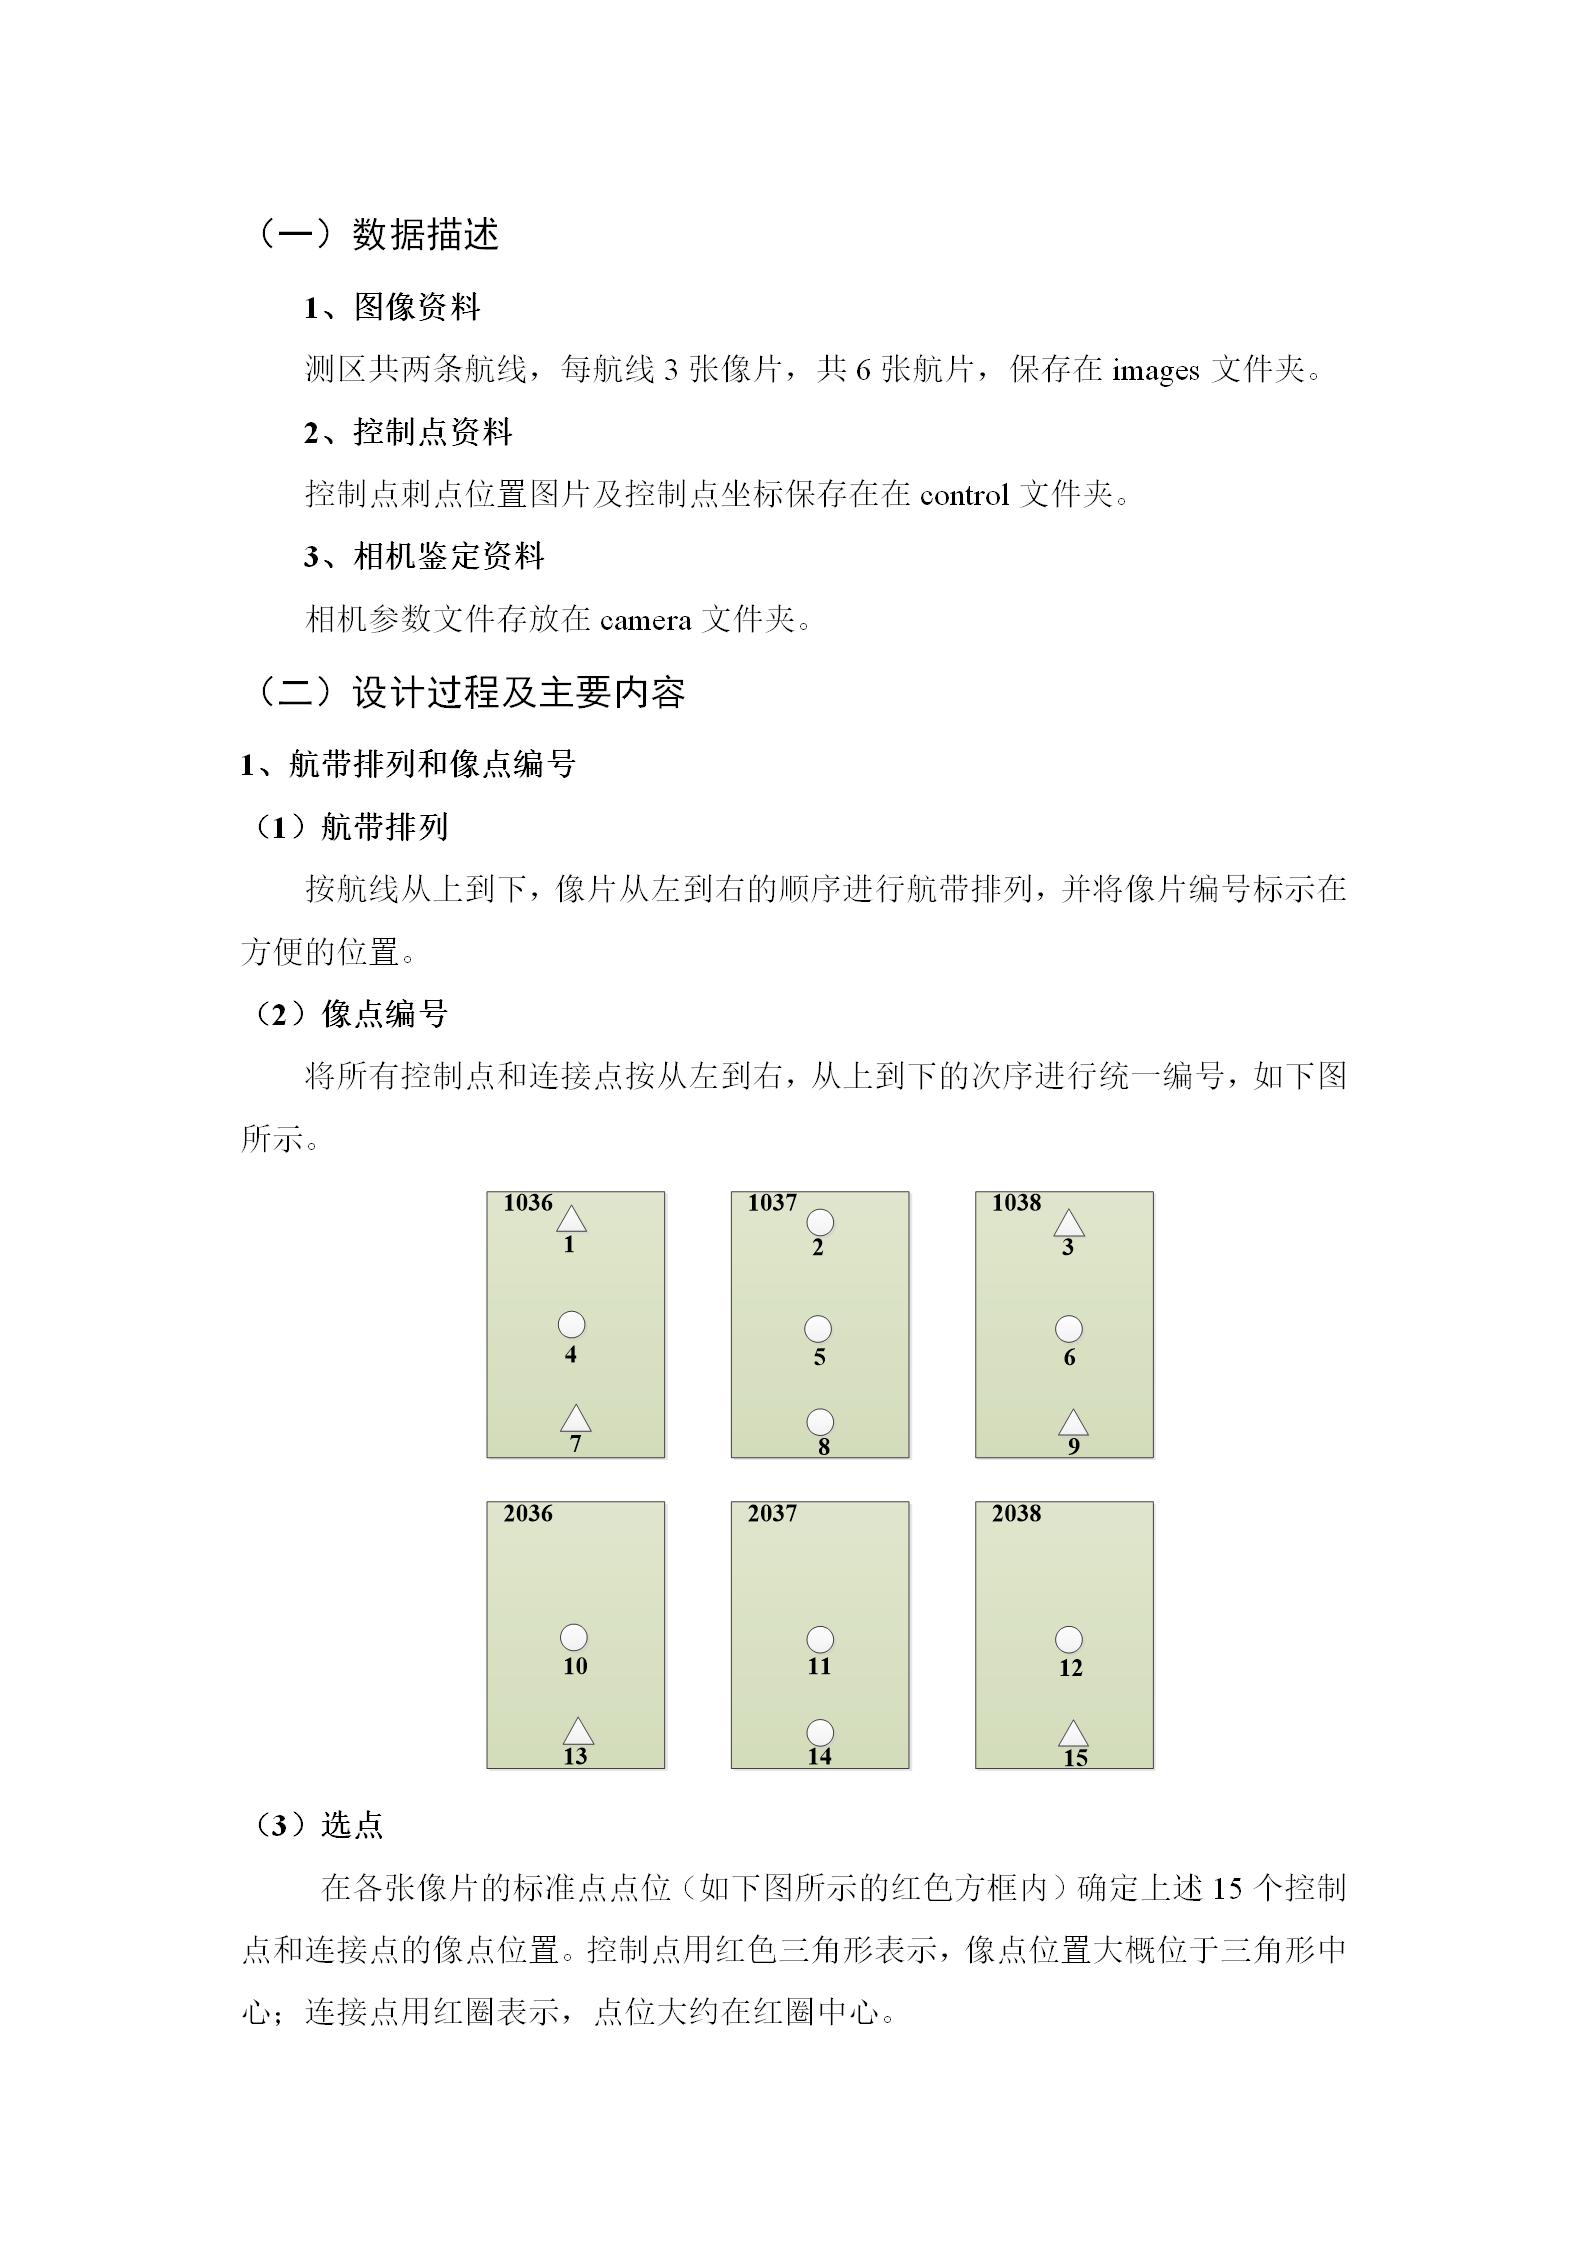 （一）数据描述
1、图像资料
测区共两条航线，每航线 3 张像片，共 6 张航片，保存在 images 文件夹。
2、控制点资料
控制点刺点位置图片及控制点坐标保存在在 control 文件夹。
3、相机鉴定资料
相机参数文件存放在 camera 文件夹。
（二）设计过程及主要内容
1、航带排列和像点编号
（1）航带排列
按航线从上到下，像片从左到右的顺序进行航带排列，并将像片编号标示在
方便的位置。
（2）像点编号
将所有控制点和连接点按从左到右，从上到下的次序进行统一编号，如下图
所示。
1036 1037 1038
1 2 3
4 5 6
7 8 9
2036 2037 2038
10 11 12
13 14 15
（3）选点
在各张像片的标准点点位（如下图所示的红色方框内）确定上述 15 个控制
点和连接点的像点位置。控制点用红色三角形表示，像点位置大概位于三角形中
心；连接点用红圈表示，点位大约在红圈中心。